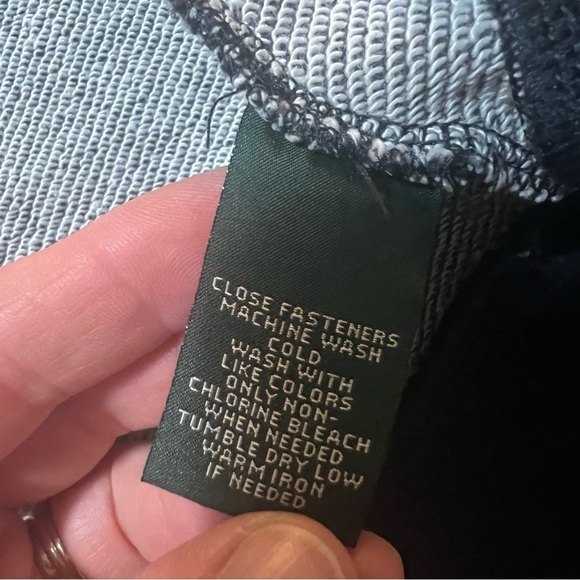 CLOSE FASTENERS
MACHINE WASH
COLD
WASH WITH
LIKE COLORS
ONLY NON-
CHLORINE BLEACH
WHEN NEEDED
TUMBLE DRY LOW
WARM IRON
IF NEEDED